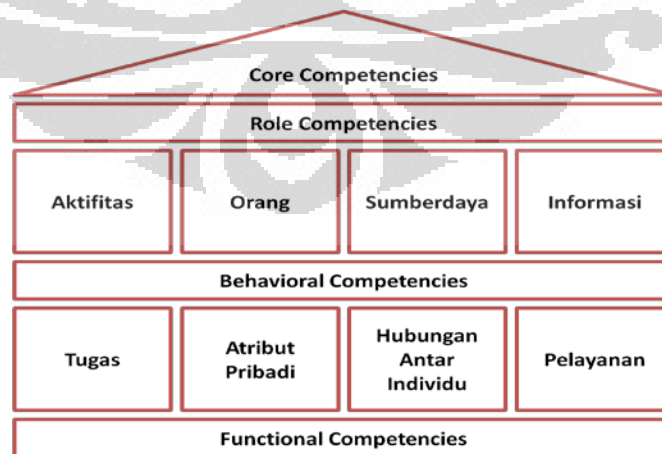 Core Competencies
Role Competencies
Aktifitas
Orang
Sumberdaya
Informasi
Behavioral Competencies
Tugas
Atribut
Pribadi
Hubungan
Antar
Individu
Pelayanan
Functional Competencies